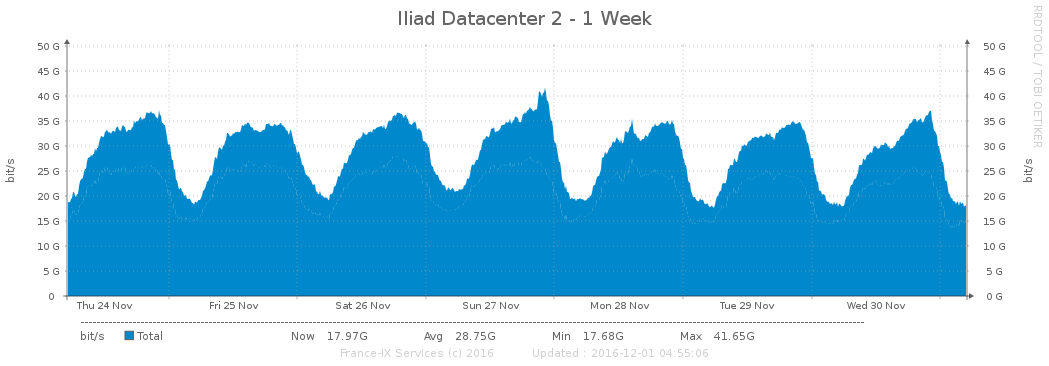 Iliad Datacenter 2 - 1 Week
RRDTOOL / TOBI OETIKER
bit/s
50 G 50 G
45 G 45 G
40 G 40 G
35 G 35 G
30 G 30 G
25 G 25 G
20 G 20 G
15 G 15 G
10 G 10 G
5 G 5 G
0 0 G
bit/s
Thu 24 Nov Fri 25 Nov Sat 26 Nov Sun 27 Nov Mon 28 Nov Tue 29 Nov Wed 30 Nov
bit/s Total Now 17.97G Avg 28.75G Min 17.68G Max 41.65G
France-IX Services (c) 2016 Updated : 2016-12-01 04:55:06